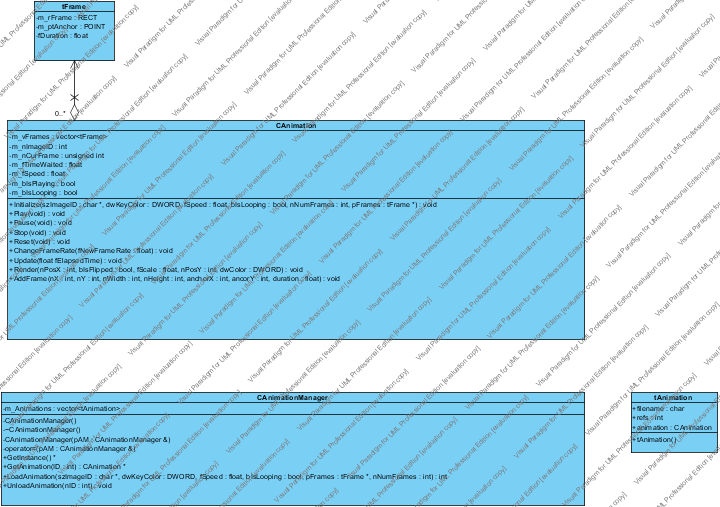 tFrame
-m_rFrame : RECT
-m_ptAnchor : POINT
-fDuration : float
0..*
CAnimation
-m_vFrames : vector<tFrame>
-m_nImageID : int
-m_nCurFrame : unsigned int
-m_fTimeWaited : float
-m_fSpeed : float
-m_bIsPlaying : bool
-m_bIsLooping : bool
+Initialize(szImageID : char *, dwKeyColor : DWORD, fSpeed : float, bIsLooping : bool, nNumFrames : int, pFrames : tFrame *) : void
+Play(void) : void
+Pause(void) : void
+Stop(void) : void
+Reset(void) : void
+ChangeFrameRate(fNewFrameRate : float) : void
+Update(float fElapsedTime) : void
+Render(nPosX : int, bIsFlipped : bool, fScale : float, nPosY : int, dwColor : DWORD) : void
+AddFrame(nX : int, nY : int, nWidth : int, nHeight : int, anchorX : int, ancorY : int, duration : float) : void
CAnimationManager
-m_Animations : vector<tAnimation>
-CAnimationManager()
-~CAnimationManager()
-CAnimationManager(pAM : CAnimationManager &)
-operator=(pAM : CAnimationManager &)
+GetInstance() *
+GetAnimation(ID : int) : CAnimation *
+LoadAnimation(szImageID : char *, dwKeyColor : DWORD, fSpeed : float, bIsLooping : bool, pFrames : tFrame *, nNumFrames : int) : int
+UnloadAnimation(nID : int) : void
tAnimation
+filename : char
+refs : int
+animation : CAnimation
+tAnimation()
Visual Paradigm for UML Professional Edition [evaluation copy]